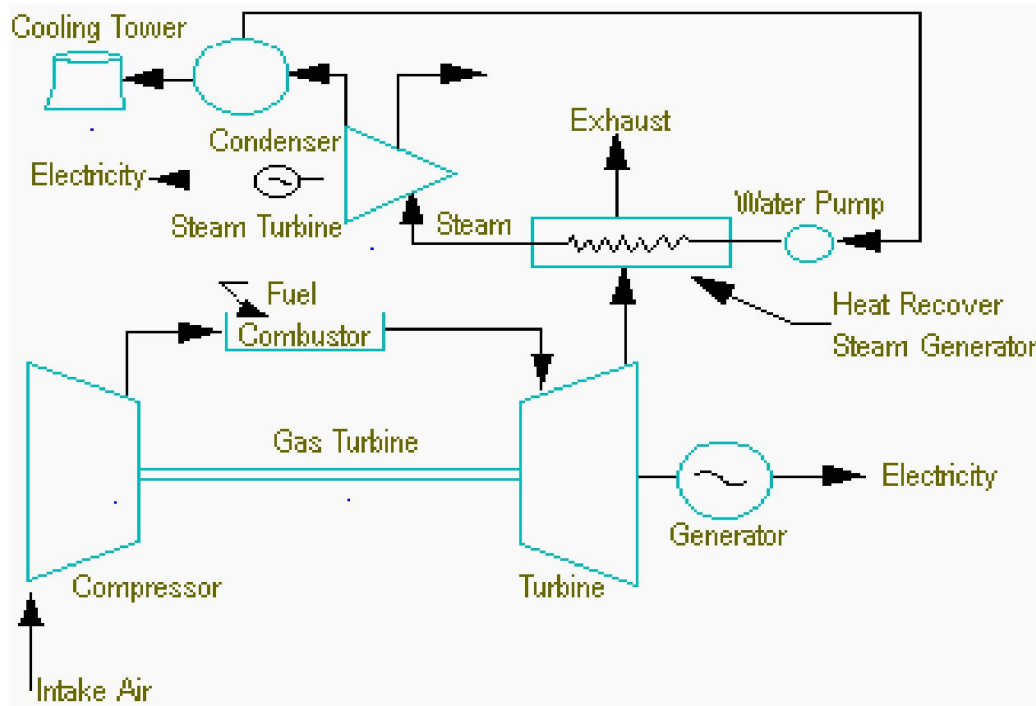 Cooling Tower
Exhaust
Condenser
Electricity
Water Pump
Steam Turbine
Steam
Fuel
Combustor
Heat Recover
Steam Generator
Gas Turbine
Electricity
Generator
Compressor
Turbine
Intake Air